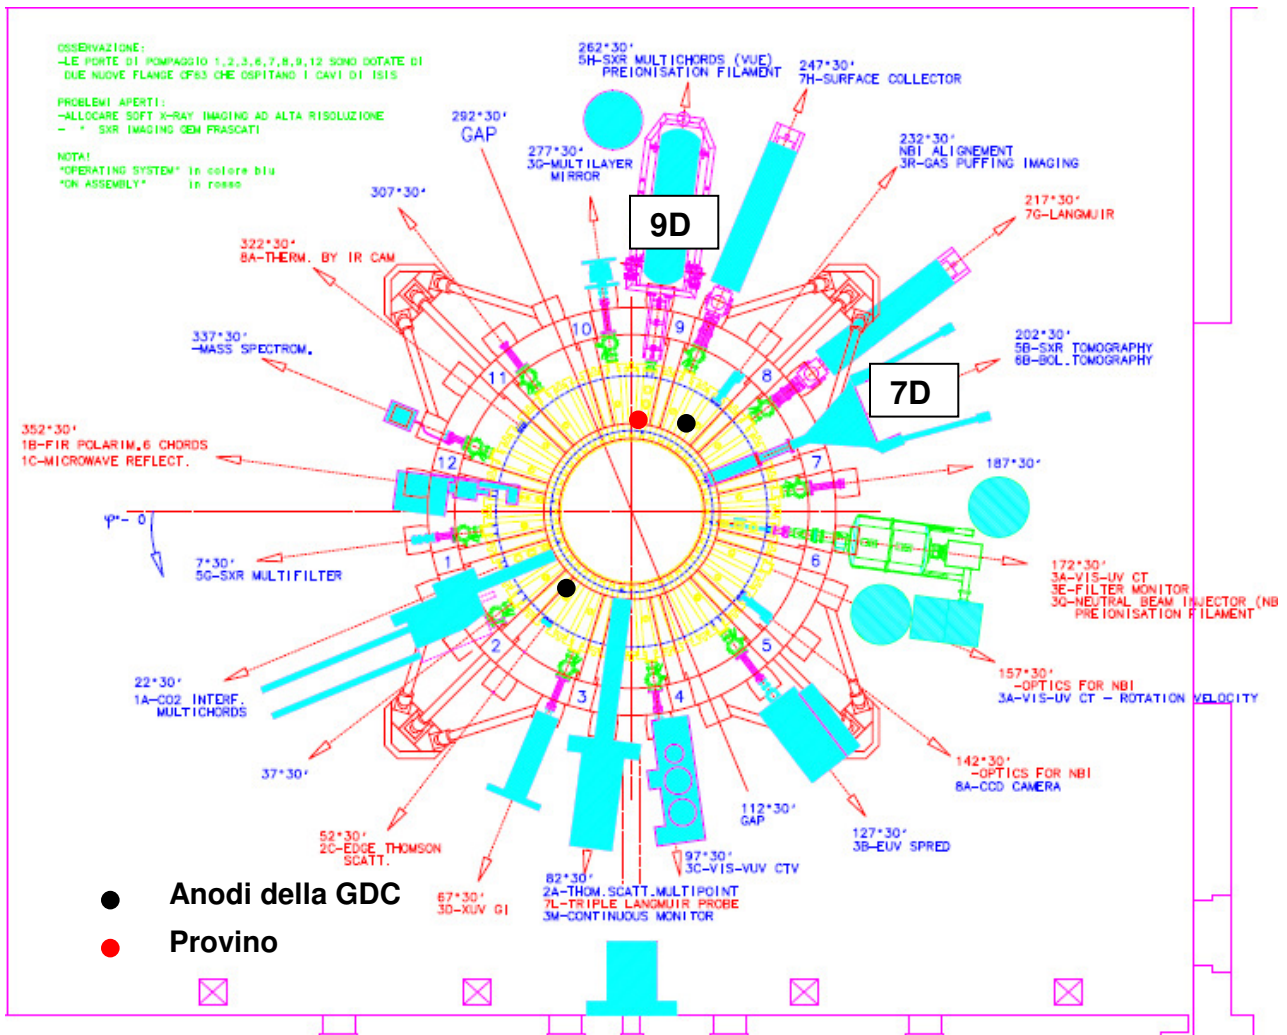 OSSERVAZIONE:
-LE PORTE DI POMPAGGIO 1,2,3,6,7,8,9,12 SONO DOTATE DI
DUE NUOVE FLANGE CF63 CHE OSPITANO I CAVI DI ISIS
PROBLEMI APERTI:
-ALLOCARE SOFT X-RAY IMAGING AD ALTA RISOLUZIONE
- " SXR IMAGING GEM FRASCATI
NOTA!
"OPERATING SYSTEM" in colore blu
"ON ASSEMBLY" in rosso
262°30'
5H-SXR MULTICHORDS (VUE)
PREIONISATION FILAMENT
247°30'
7H-SURFACE COLLECTOR
292°30'
GAP
277°30'
3G-MULTILAYER
MIRROR
232°30'
NBI ALIGNEMENT
3R-GAS PUFFING IMAGING
307°30'
217°30'
7G-LANGMUIR
9D
322°30'
8A-THERM. BY IR CAM
337°30'
-MASS SPECTROM.
202°30'
5B-SXR TOMOGRAPHY
6B-BOL.TOMOGRAPHY
7D
10
9
11
8
352°30'
1B-FIR POLARIM.6 CHORDS
1C-MICROWAVE REFLECT.
12
7
187°30'
φ°- 0
7°30'
5G-SXR MULTIFILTER
1
6
172°30'
3A-VIS-UV CT
3E-FILTER MONITOR
3Q-NEUTRAL BEAM INJECTOR (NB
PREIONISATION FILAMENT
2
5
157°30'
-OPTICS FOR NBI
3A-VIS-UV CT - ROTATION VELOCITY
22°30'
1A-CO2 INTERF.
MULTICHORDS
3
4
37°30'
142°30'
-OPTICS FOR NBI
8A-CCD CAMERA
112°30'
GAP
127°30'
3B-EUV SPRED
52°30'
2C-EDGE THOMSON
SCATT.
97°30'
3C-VIS-VUV CTV
67°30'
3D-XUV GI
82°30'
2A-THOM.SCATT.MULTIPOINT
7L-TRIPLE LANGMUIR PROBE
3M-CONTINUOUS MONITOR
Anodi della GDC
Provino